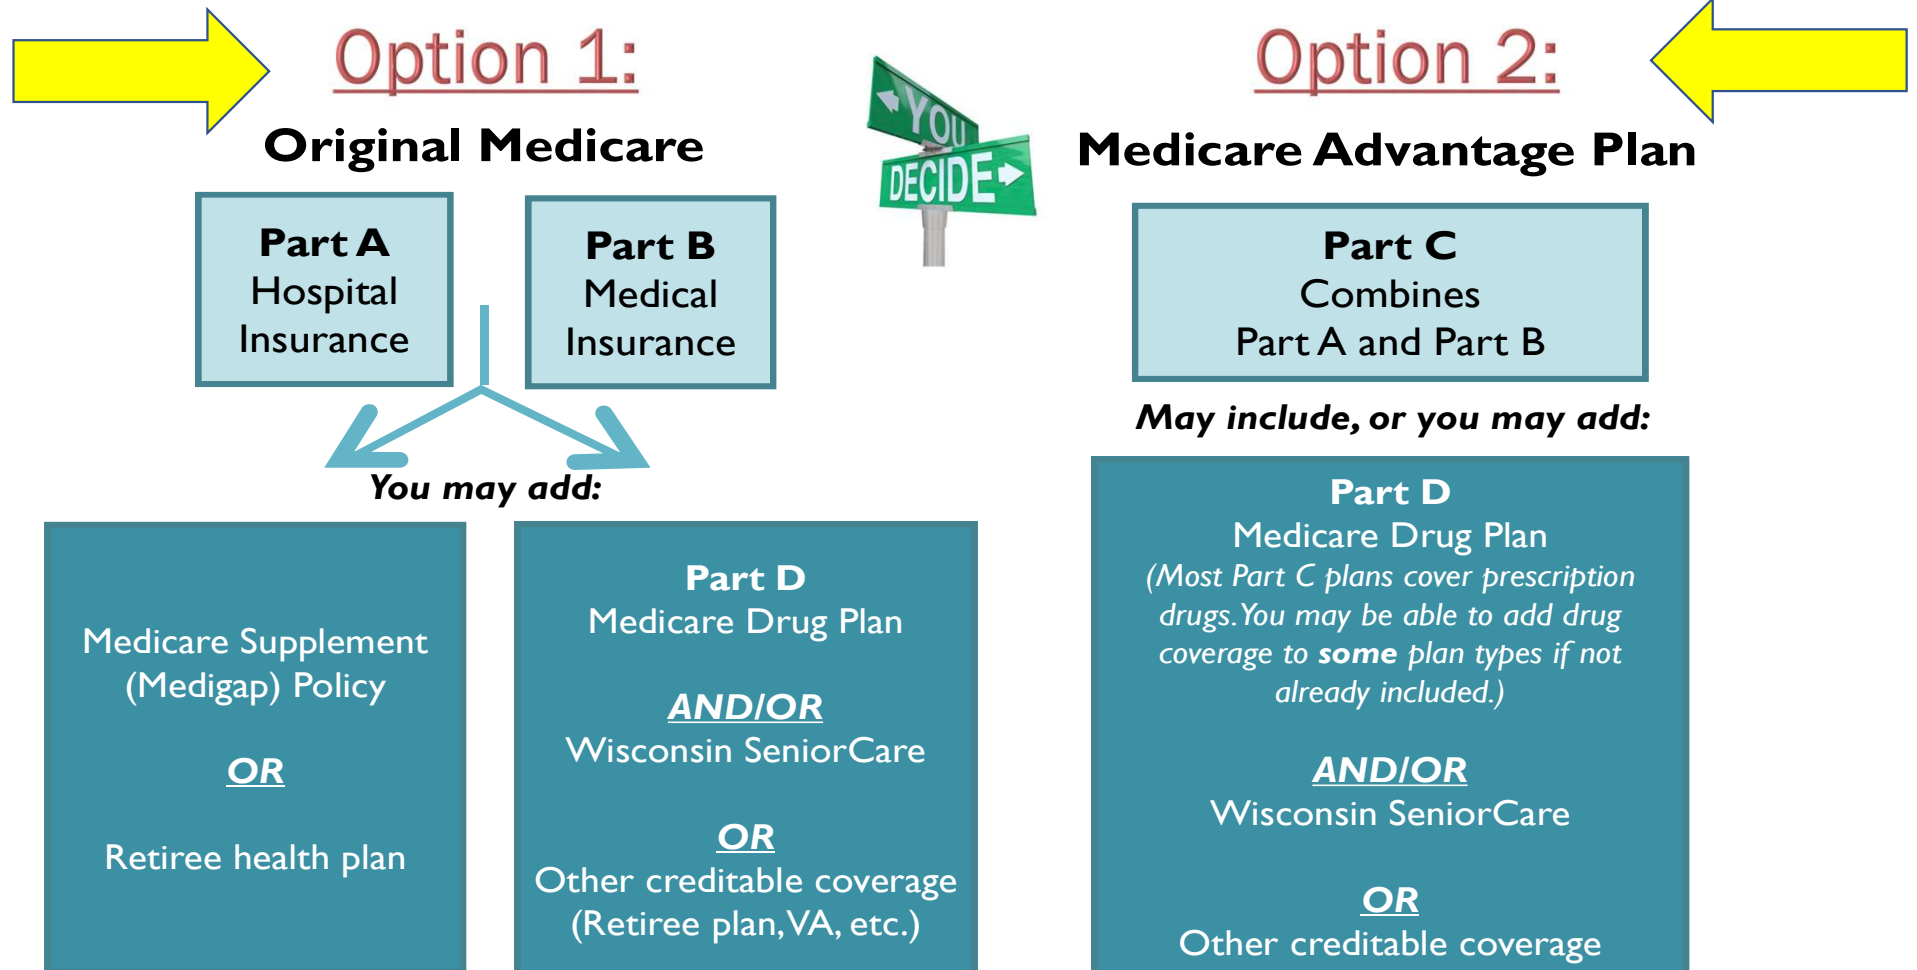 Option 1:
Original Medicare
Part A
Hospital
Insurance
Part B
Medical
Insurance
You may add:
Medicare Supplement
(Medigap) Policy
OR
Retiree health plan
Part D
Medicare Drug Plan
AND/OR
Wisconsin SeniorCare
OR
Other creditable coverage
(Retiree plan, VA, etc.)
YOU
DECIDE
Option 2:
Medicare Advantage Plan
Part C
Combines
Part A and Part B
May include, or you may add:
Part D
Medicare Drug Plan
(Most Part C plans cover prescription
drugs. You may be able to add drug
coverage to some plan types if not
already included.)
AND/OR
Wisconsin SeniorCare
OR
Other creditable coverage